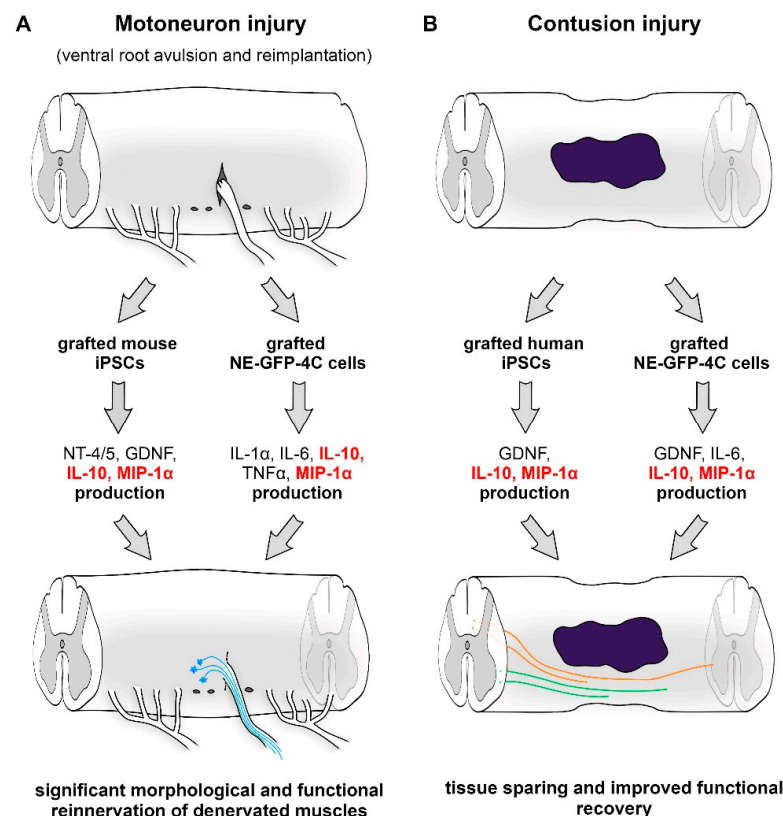 A Motoneuron injury
(ventral root avulsion and reimplantation)
grafted mouse
iPSCs
grafted
NE-GFP-4C cells
NT-4/5, GDNF,
IL-10, MIP-1α
production
IL-1α, IL-6, IL-10,
TNFα, MIP-1α
production
significant morphological and functional
reinnervation of denervated muscles
B Contusion injury
grafted human
iPSCs
grafted
NE-GFP-4C cells
GDNF,
IL-10, MIP-1α
production
GDNF, IL-6,
IL-10, MIP-1α
production
tissue sparing and improved functional
recovery